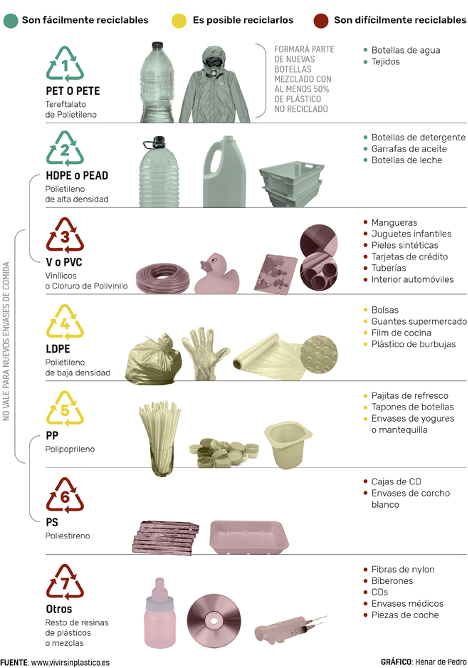 Son fácilmente reciclables
Es posible reciclarlos
Son difícilmente reciclables
1
PET O PETE
Tereftalato
de Polietileno
FORMARÁ PARTE
DE NUEVAS
BOTELLAS
MEZCLADO CON
AL MENOS 50%
DE PLÁSTICO
NO RECICLADO
Botellas de agua
Tejidos
2
HDPE o PEAD
Polietileno
de alta densidad
Botellas de detergente
Garrafas de aceite
Botellas de leche
3
V o PVC
Vinílicos
o Cloruro de Polivinilo
Mangueras
Juguetes infantiles
Pieles sintéticas
Tarjetas de crédito
Tuberías
Interior automóviles
NO VALE PARA NUEVOS ENVASES DE COMIDA
4
LDPE
Polietileno
de baja densidad
Bolsas
Guantes supermercado
Film de cocina
Plástico de burbujas
5
PP
Polipoprileno
Pajitas de refresco
Tapones de botellas
Envases de yogures
o mantequilla
6
PS
Poliestireno
Cajas de CD
Envases de corcho
blanco
7
Otros
Resto de resinas
de plásticos
o mezclas
Fibras de nylon
Biberones
CDs
Envases médicos
Piezas de coche
FUENTE: www.vivirsinplastico.es
GRÁFICO: Henar de Pedro